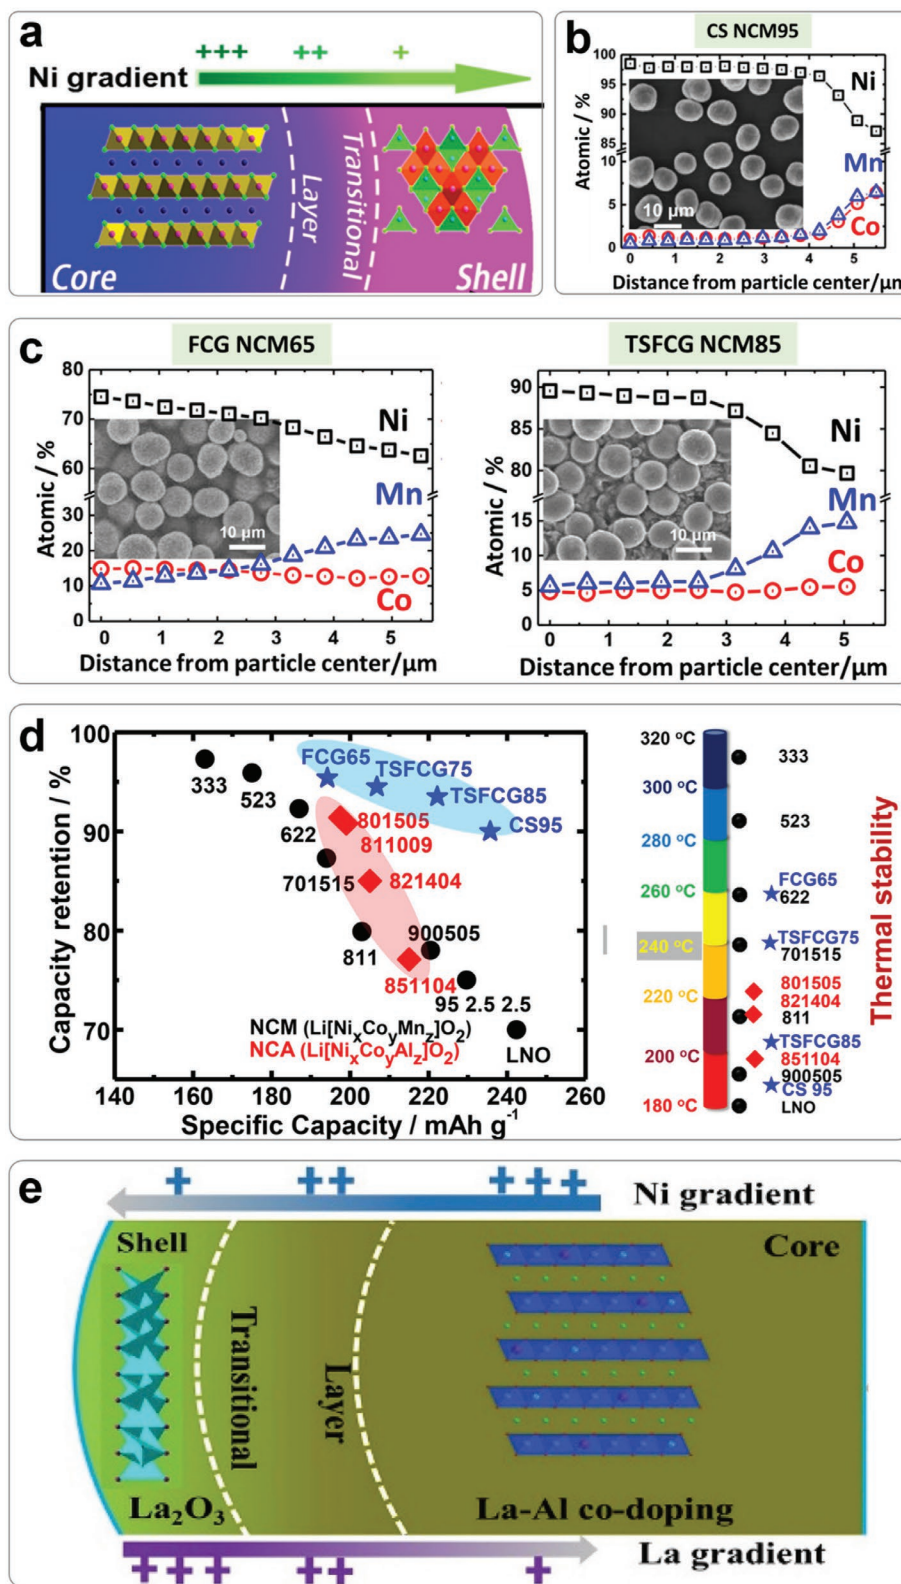 a
+++ ++ +
Ni gradient
Core
Layer
Transitional
Shell
b
CS NCM95
Atomic / %
100
95
90
85
10
5
0
Ni
Mn
Co
10 μm
0 1 2 3 4 5
Distance from particle center/μm
c
FCG NCM65
Atomic / %
80
70
60
30
20
10
0
Ni
Mn
Co
10 μm
0 1 2 3 4 5
Distance from particle center/μm
TSFCG NCM85
Atomic / %
90
85
80
15
10
5
0
Ni
Mn
Co
10 μm
0 1 2 3 4 5
Distance from particle center/μm
d
Capacity retention / %
100
90
80
70
333
523
622
701515
811
900505
95 2.5 2.5
LNO
FCG65
TSFCG75
TSFCG85
CS95
801505
811009
821404
851104
NCM (Li[NixCoyMnz]O2)
NCA (Li[NixCoyAlz]O2)
140 160 180 200 220 240 260
Specific Capacity / mAh g-1
320 oC
300 oC
280 oC
260 oC
240 oC
220 oC
200 oC
180 oC
333
523
FCG65
622
TSFCG75
701515
801505
821404
811
TSFCG85
851104
900505
CS 95
LNO
Thermal stability
e
+ ++ +++
Ni gradient
Shell
Core
Transitional
Layer
La2O3
La-Al co-doping
La gradient
+++ ++ +